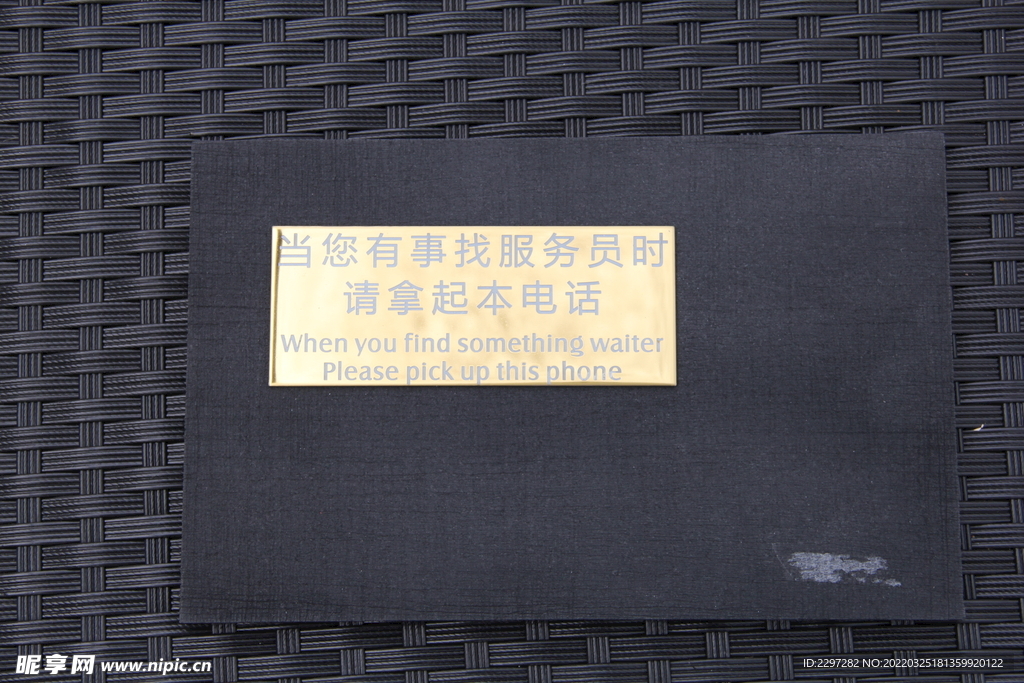 当您有事找服务员时
请拿起本电话
When you find something waiter
Please pick up this phone
昵享网 www.nipic.cn
ID:2297282 NO:20220325181359920122